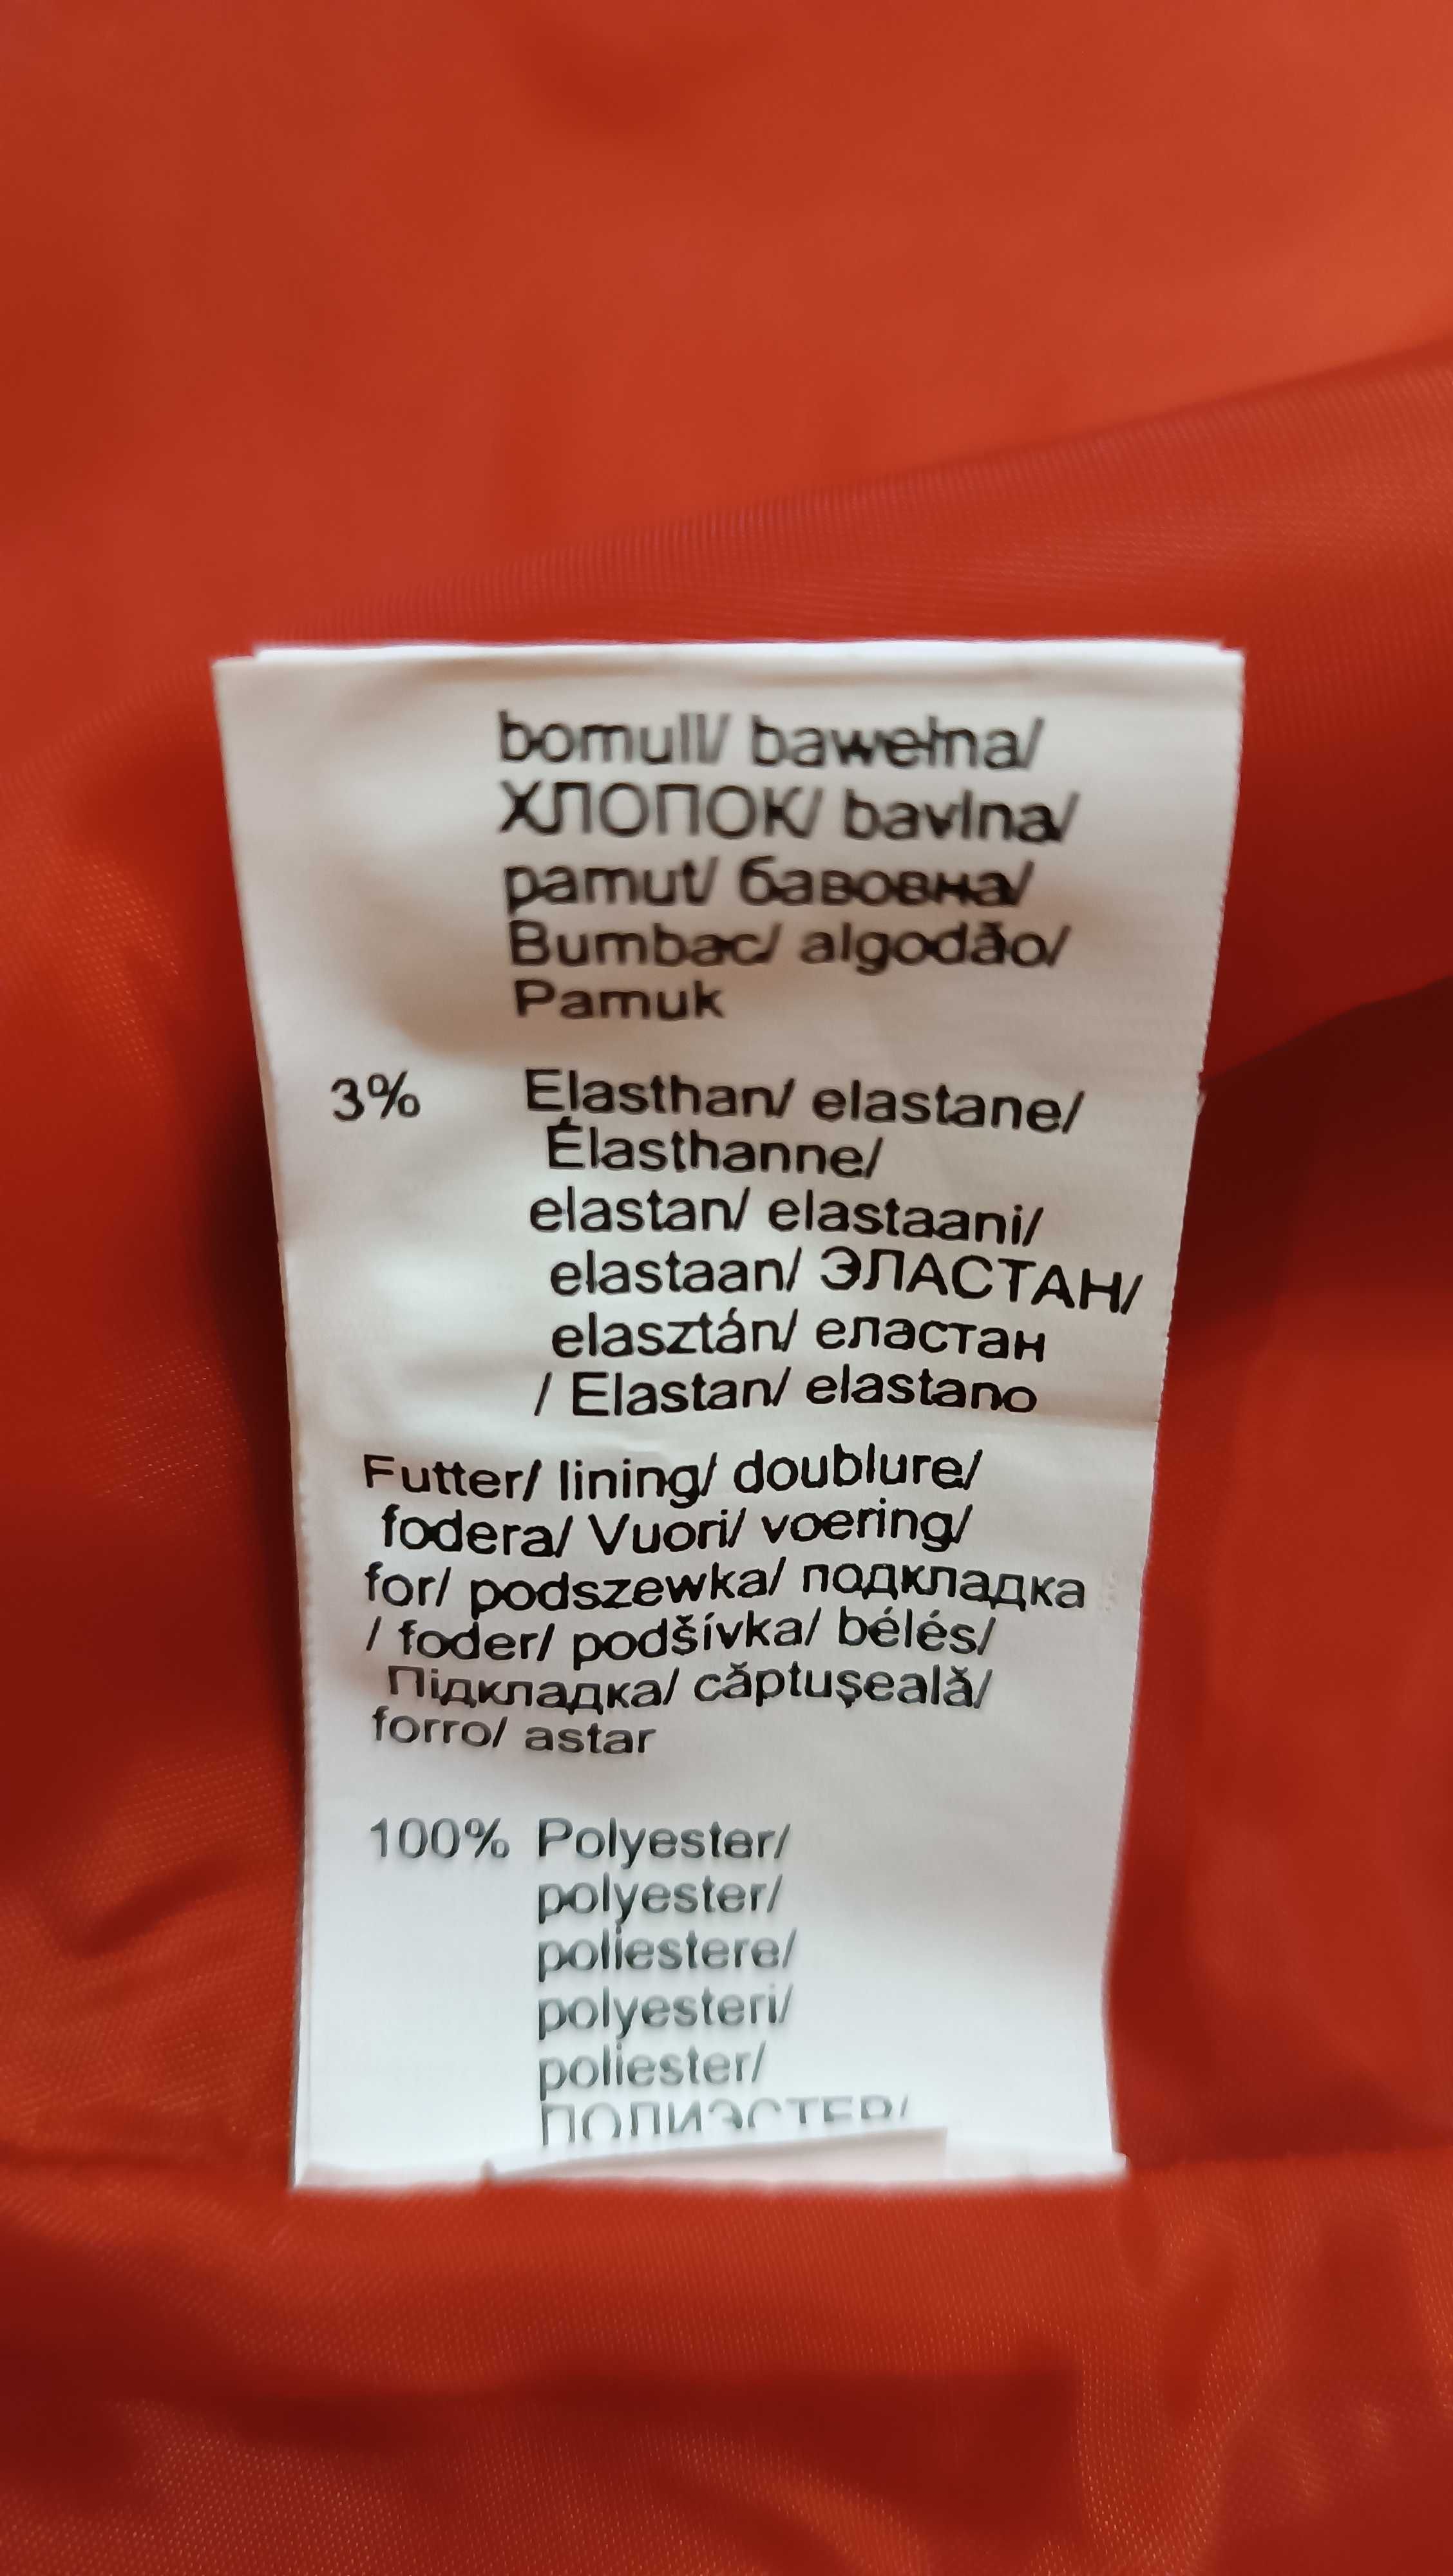 bomull/ bawełna/
ХЛОПОК/ bavlna/
pamut/ бавовна/
Bumbac/ algodão/
Pamuk
3% Elasthan/ elastane/
Élasthanne/
elastan/ elastaani/
elastaan/ ЭЛАСТАН/
elasztán/ еластан
/ Elastan/ elastano
Futter/ lining/ doublure/
fodera/ Vuori/ voering/
for/ podszewka/ подкладка
/ foder/ podšívka/ bélés/
Підкладка/ căptuşeală/
forro/ astar
100% Polyester/
polyester/
poliestere/
polyesteri/
poliester/
ПОЛИЭСТЕР/